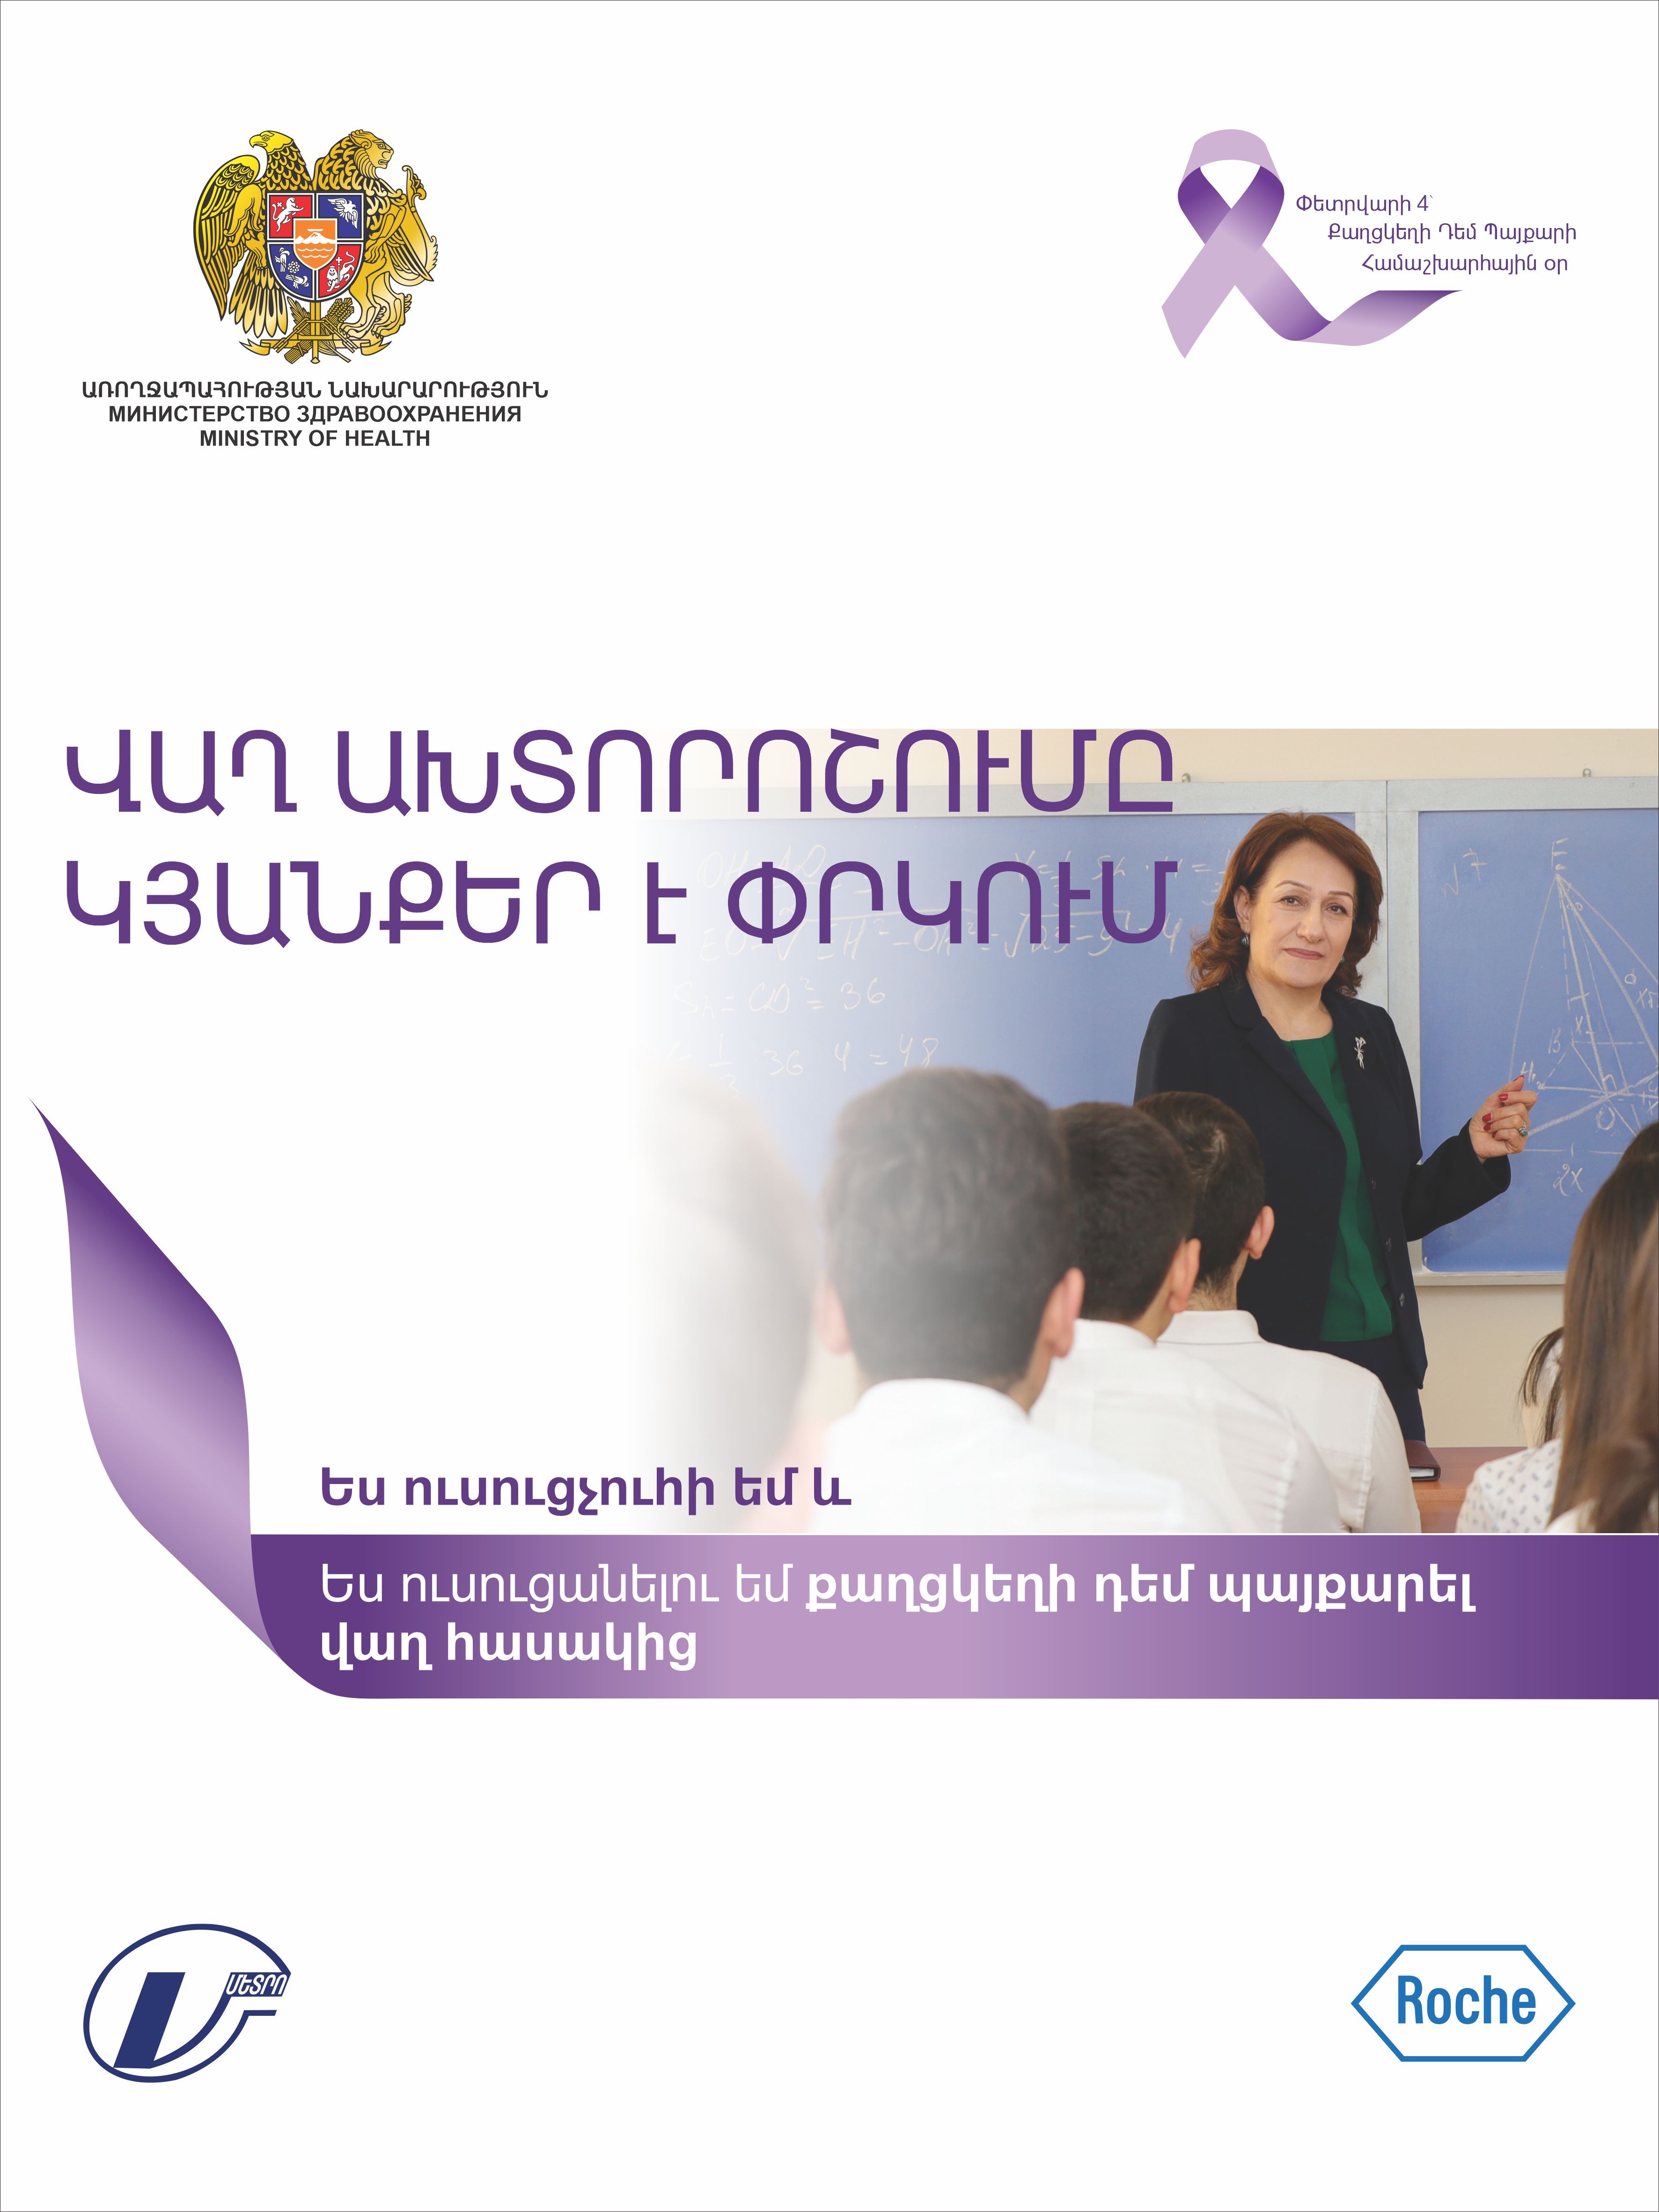 ԱՌՈՂՋԱՊԱՀՈՒԹՅԱՆ ՆԱԽԱՐԱՐՈՒԹՅՈՒՆ
МИНИСТЕРСТВО ЗДРАВООХРАНЕНИЯ
MINISTRY OF HEALTH
Փետրվարի 4՝
Քաղցկեղի Դեմ Պայքարի
Համաշխարհային օր
ՎԱՂ ԱԽՏՈՐՈՇՈՒՄԸ
ԿՅԱՆՔԵՐ Է ՓՐԿՈՒՄ
Ես ուսուցչուհի եմ և
Ես ուսուցանելու եմ քաղցկեղի դեմ պայքարել
վաղ հասակից
ՄԵՏՐՈ
Roche